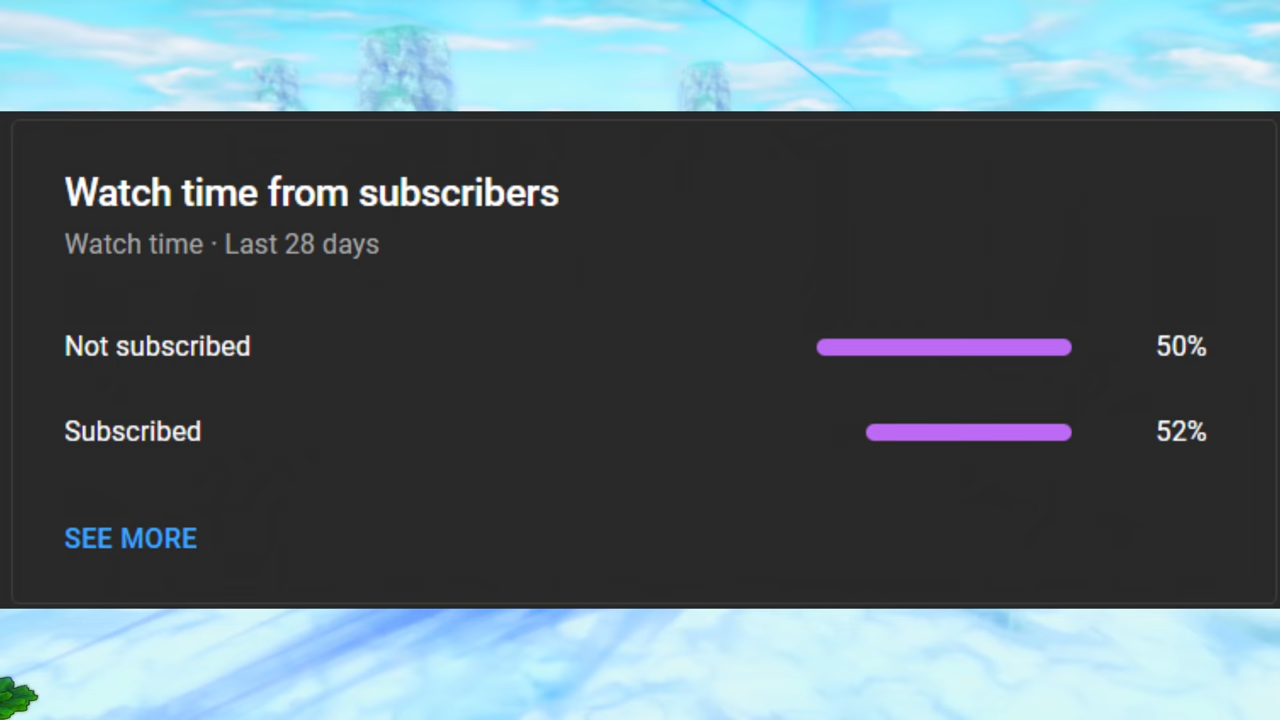 Watch time from subscribers
Watch time · Last 28 days
Not subscribed 50%
Subscribed 52%
SEE MORE